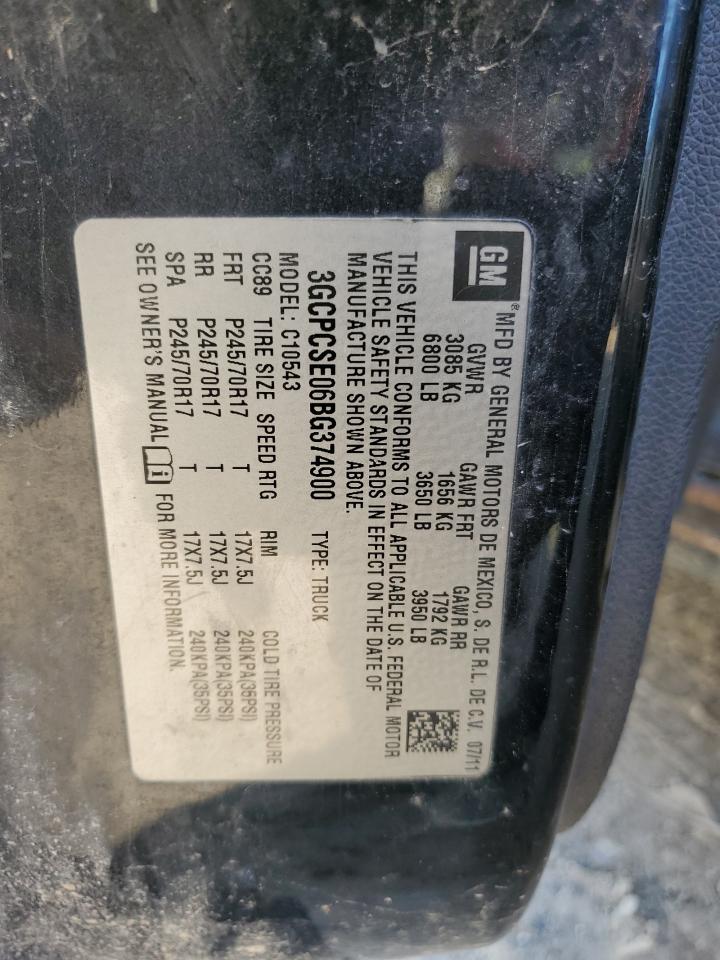 GM ® MFD BY GENERAL MOTORS DE MEXICO, S. DE R.L. DE C.V. 07/11
GVWR GAWR FRT GAWR RR
3085 KG 1656 KG 1792 KG
6800 LB 3650 LB 3950 LB
THIS VEHICLE CONFORMS TO ALL APPLICABLE U.S. FEDERAL MOTOR
VEHICLE SAFETY STANDARDS IN EFFECT ON THE DATE OF
MANUFACTURE SHOWN ABOVE.
3GCPCSE06BG374900 TYPE: TRUCK
MODEL: C10543
CC89 TIRE SIZE SPEED RTG RIM COLD TIRE PRESSURE
FRT P245/70R17 T 17X7.5J 240KPA(35PSI)
RR P245/70R17 T 17X7.5J 240KPA(35PSI)
SPA P245/70R17 T 17X7.5J 240KPA(35PSI)
SEE OWNER'S MANUAL i FOR MORE INFORMATION.